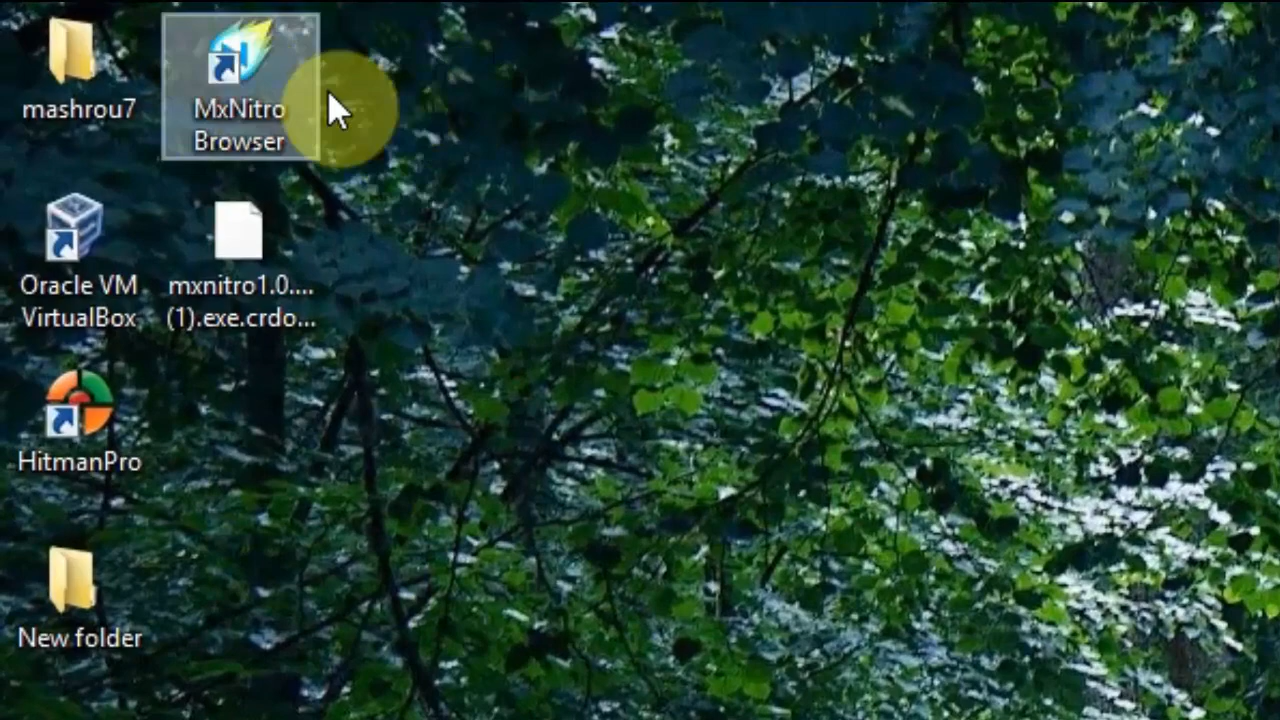 mashrou7
MxNitro
Browser
Oracle VM
VirtualBox
mxnitro1.0....
(1).exe.crdo...
HitmanPro
New folder